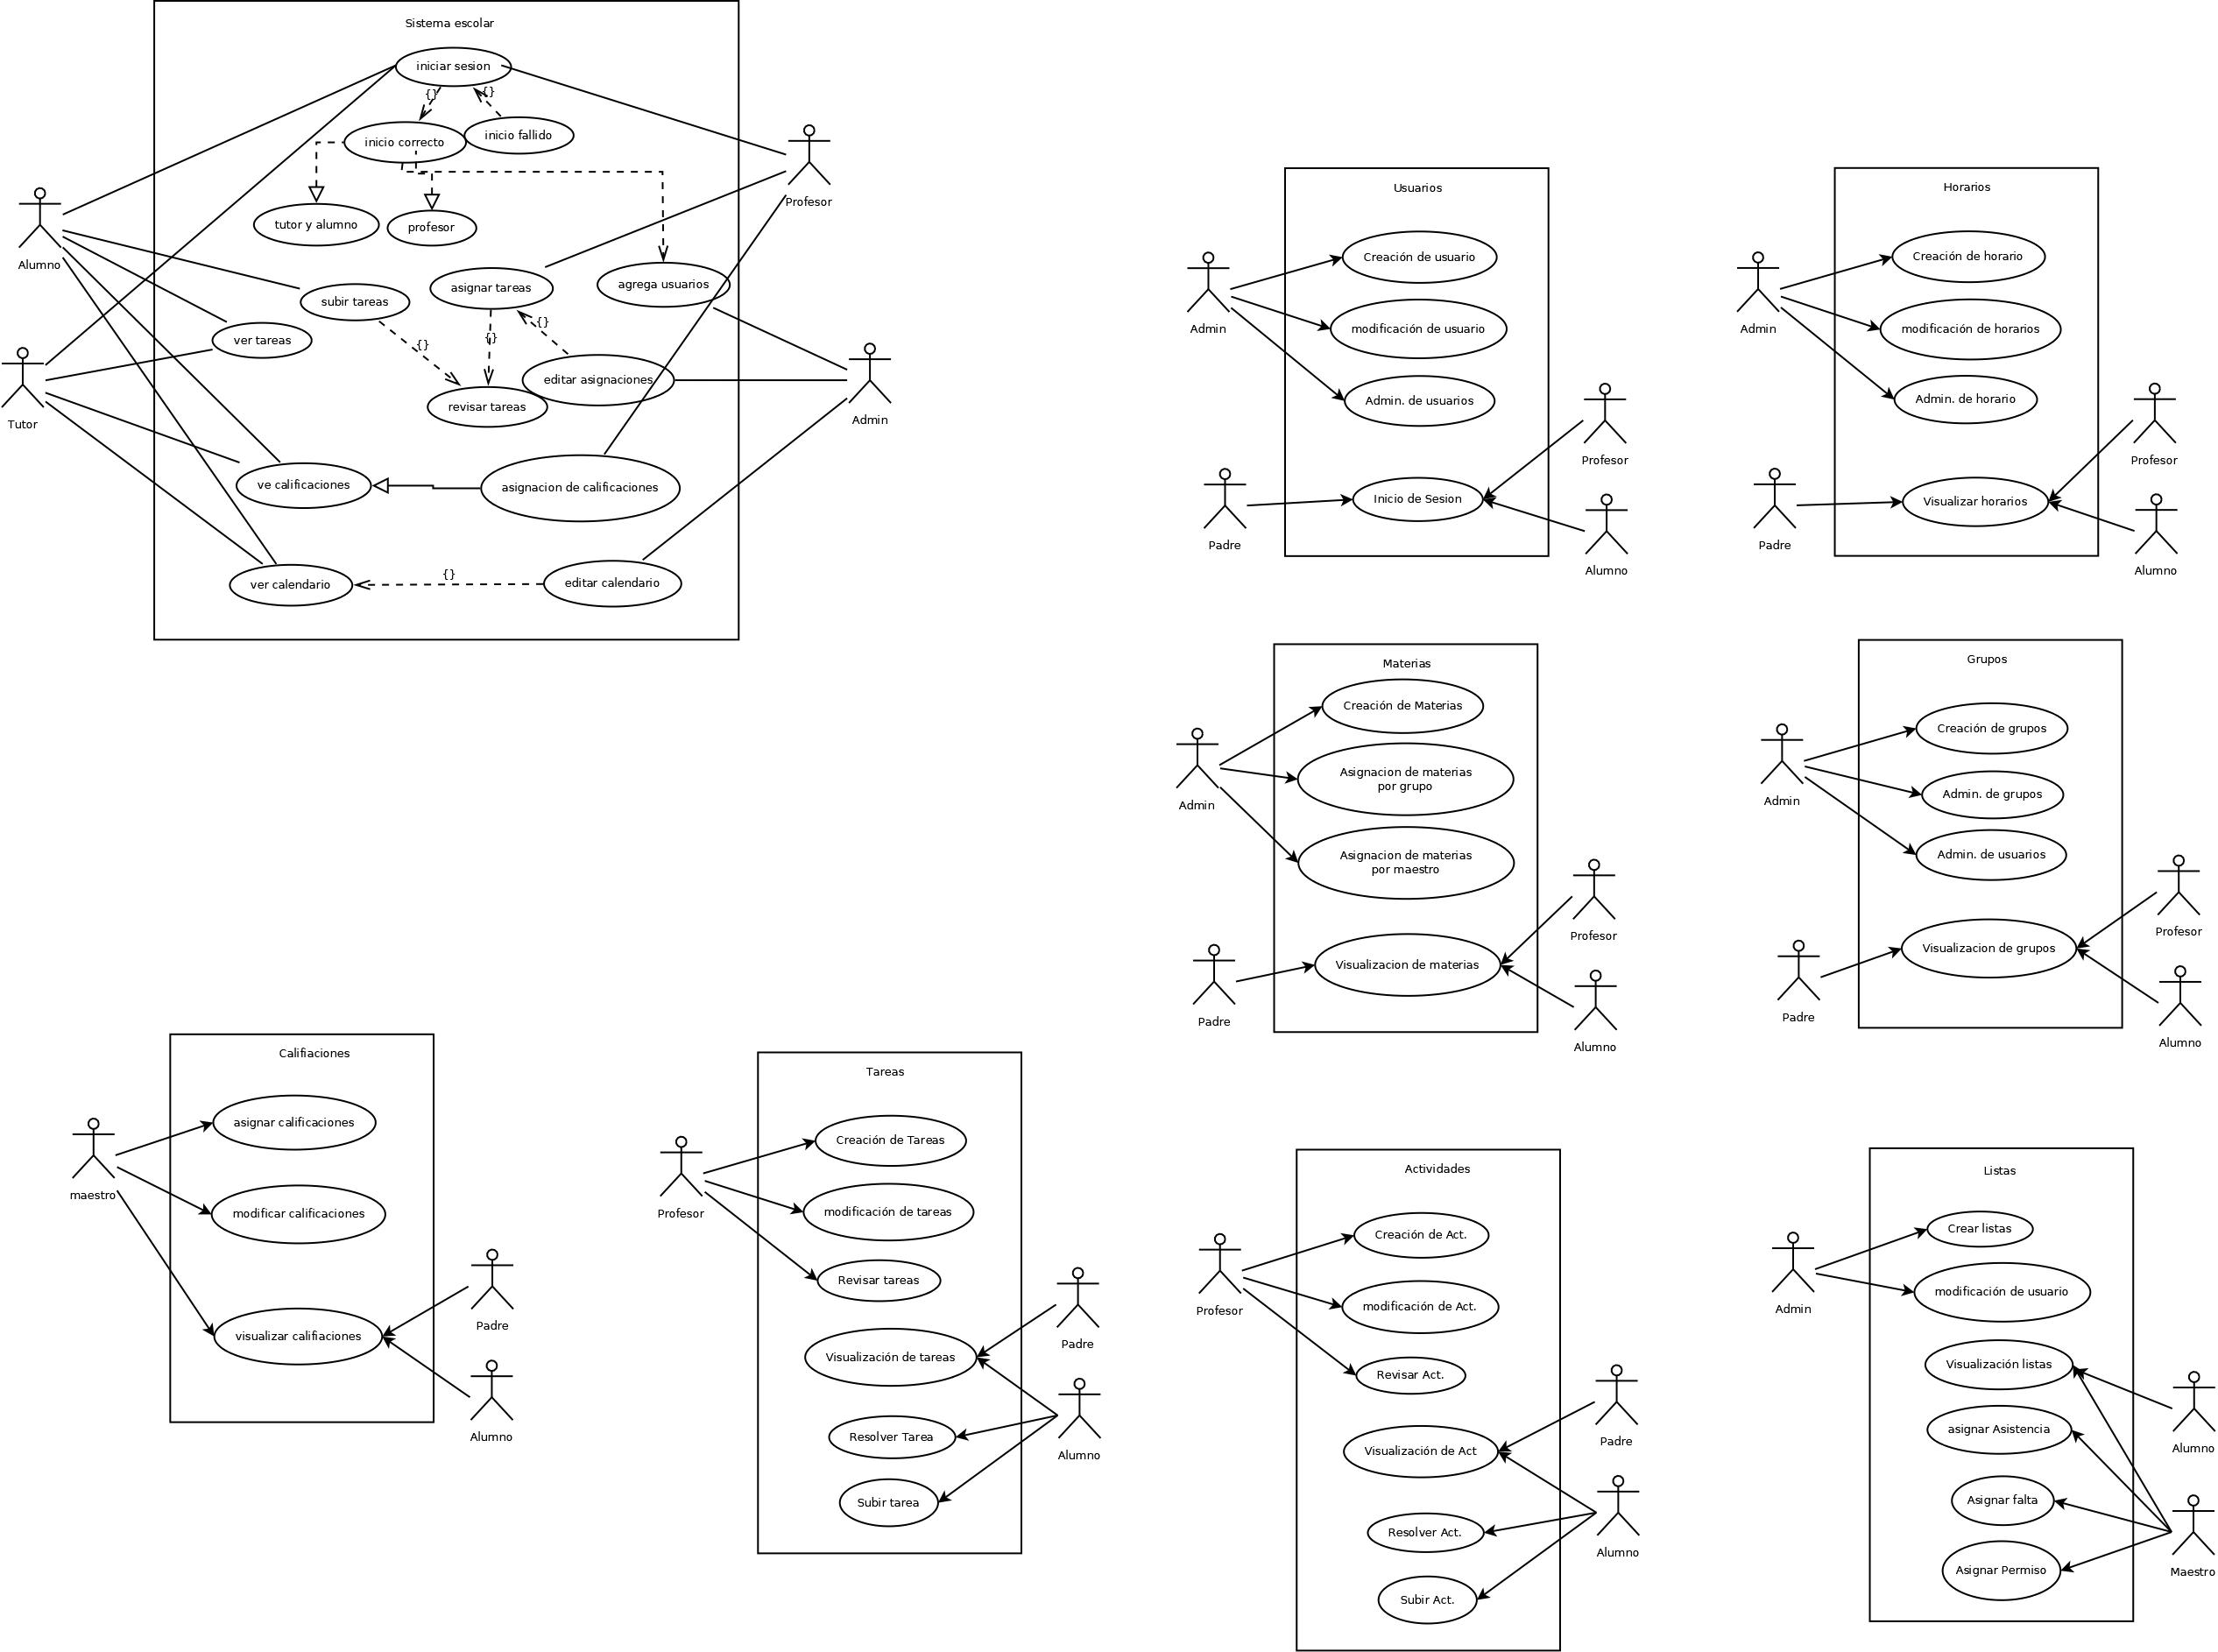 Sistema escolar
iniciar sesion
{}
{}
inicio correcto
inicio fallido
tutor y alumno
profesor
Alumno
Profesor
subir tareas
asignar tareas
agrega usuarios
ver tareas
{}
{}
{}
editar asignaciones
revisar tareas
Tutor
Admin
ve calificaciones
asignacion de calificaciones
ver calendario
{}
editar calendario
Usuarios
Creación de usuario
modificación de usuario
Admin. de usuarios
Inicio de Sesion
Admin
Padre
Profesor
Alumno
Horarios
Creación de horario
modificación de horarios
Admin. de horario
Visualizar horarios
Admin
Padre
Profesor
Alumno
Materias
Creación de Materias
Asignacion de materias
por grupo
Asignacion de materias
por maestro
Visualizacion de materias
Admin
Padre
Profesor
Alumno
Grupos
Creación de grupos
Admin. de grupos
Admin. de usuarios
Visualizacion de grupos
Admin
Padre
Profesor
Alumno
Califiaciones
asignar calificaciones
modificar calificaciones
visualizar califiaciones
maestro
Padre
Alumno
Tareas
Creación de Tareas
modificación de tareas
Revisar tareas
Visualización de tareas
Resolver Tarea
Subir tarea
Profesor
Padre
Alumno
Actividades
Creación de Act.
modificación de Act.
Revisar Act.
Visualización de Act
Resolver Act.
Subir Act.
Profesor
Padre
Alumno
Listas
Crear listas
modificación de usuario
Visualización listas
asignar Asistencia
Asignar falta
Asignar Permiso
Admin
Alumno
Maestro